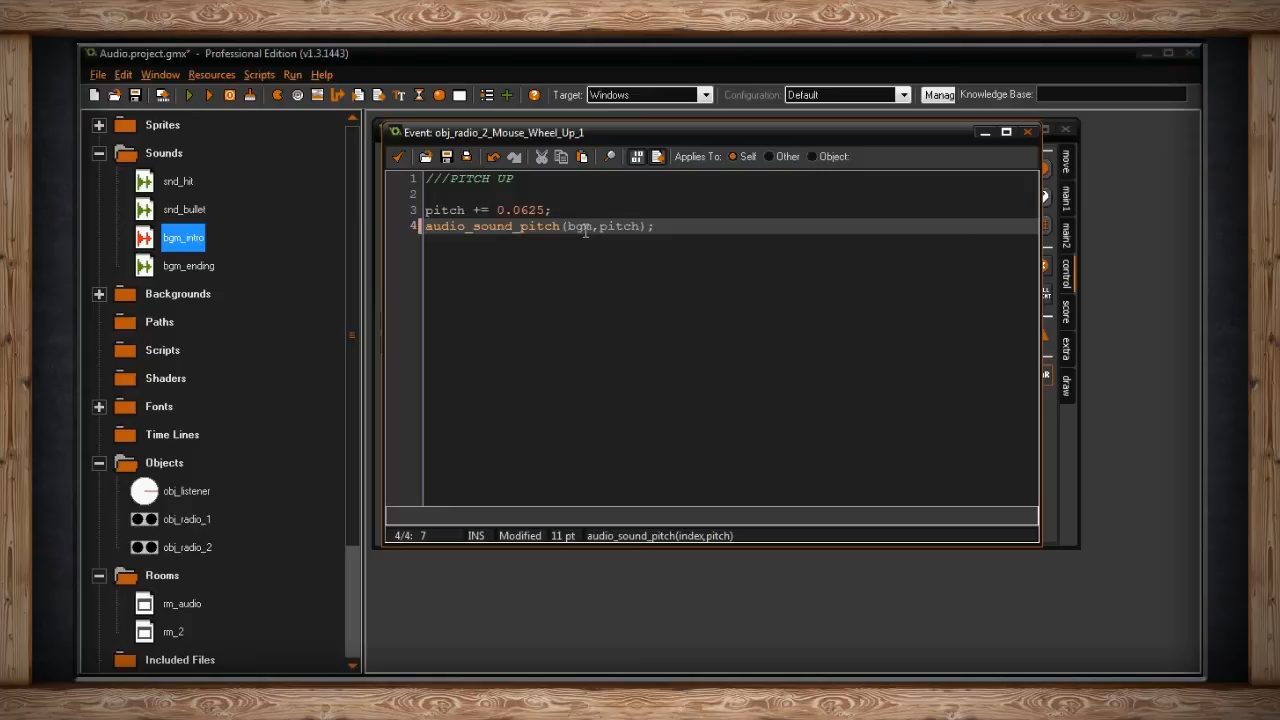 Audio.project.gmx* - Professional Edition (v1.3.1443)
File Edit Window Resources Scripts Run Help
Target: Windows Configuration: Default Manag Knowledge Base:
Sprites
Sounds
snd_hit
snd_bullet
bgm_intro
bgm_ending
Backgrounds
Paths
Scripts
Shaders
Fonts
Time Lines
Objects
obj_listener
obj_radio_1
obj_radio_2
Rooms
rm_audio
rm_2
Included Files
Event: obj_radio_2_Mouse_Wheel_Up_1
Applies To: Self Other Object:
1 ///PITCH UP
2
3 pitch += 0.0625;
4 audio_sound_pitch(bgm,pitch);
4/4: 7 INS Modified 11 pt audio_sound_pitch(index,pitch)
move
main1
main2
control
score
extra
draw